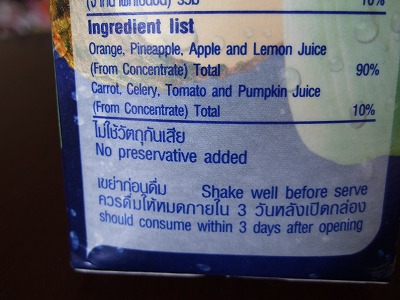 10%
Ingredient list
Orange, Pineapple, Apple and Lemon Juice
(From Concentrate) Total 90%
Carrot, Celery, Tomato and Pumpkin Juice
(From Concentrate) Total 10%
ไม่ใช้วัตถุกันเสีย
No preservative added
เขย่าก่อนดื่ม Shake well before serve
ควรดื่มให้หมดภายใน 3 วันหลังเปิดกล่อง
should consume within 3 days after opening